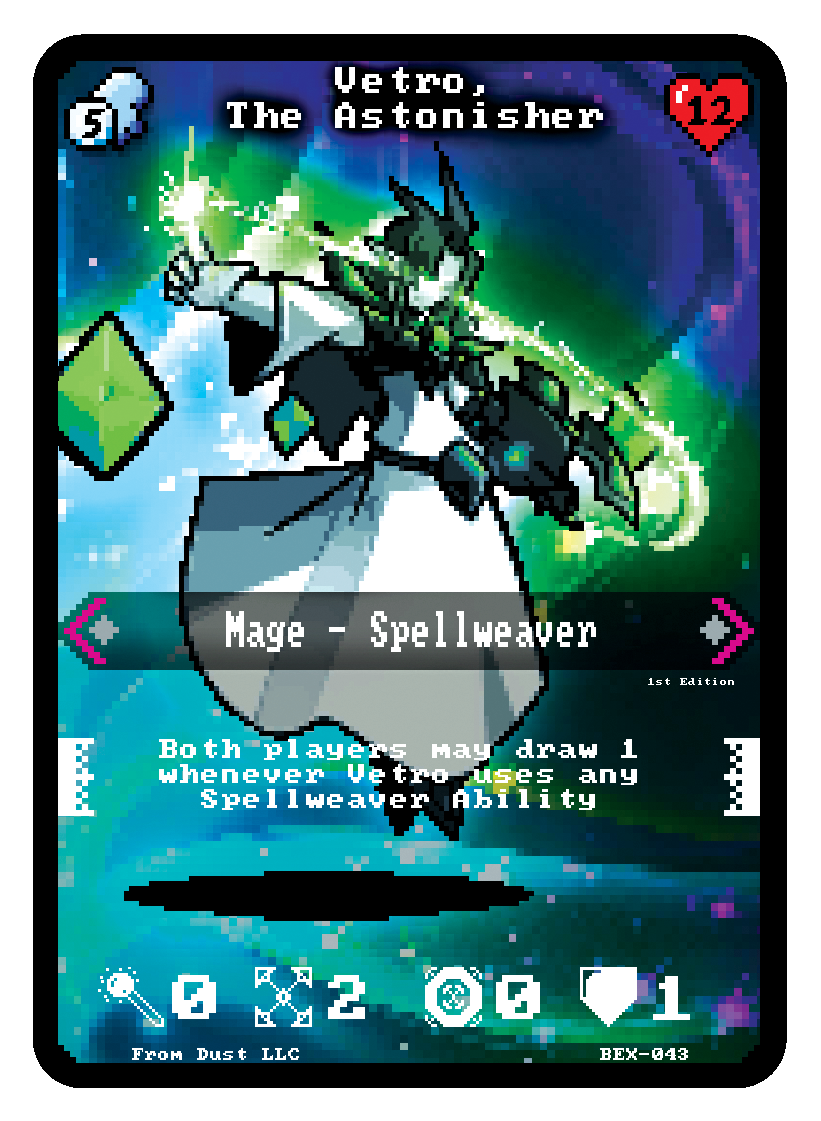 Vetro,
5 The Astonisher 12
Mage - Spellweaver
1st Edition
Both players may draw 1
whenever Vetro uses any
Spellweaver Ability
0 2 0 1
From Dust LLC BEX-043